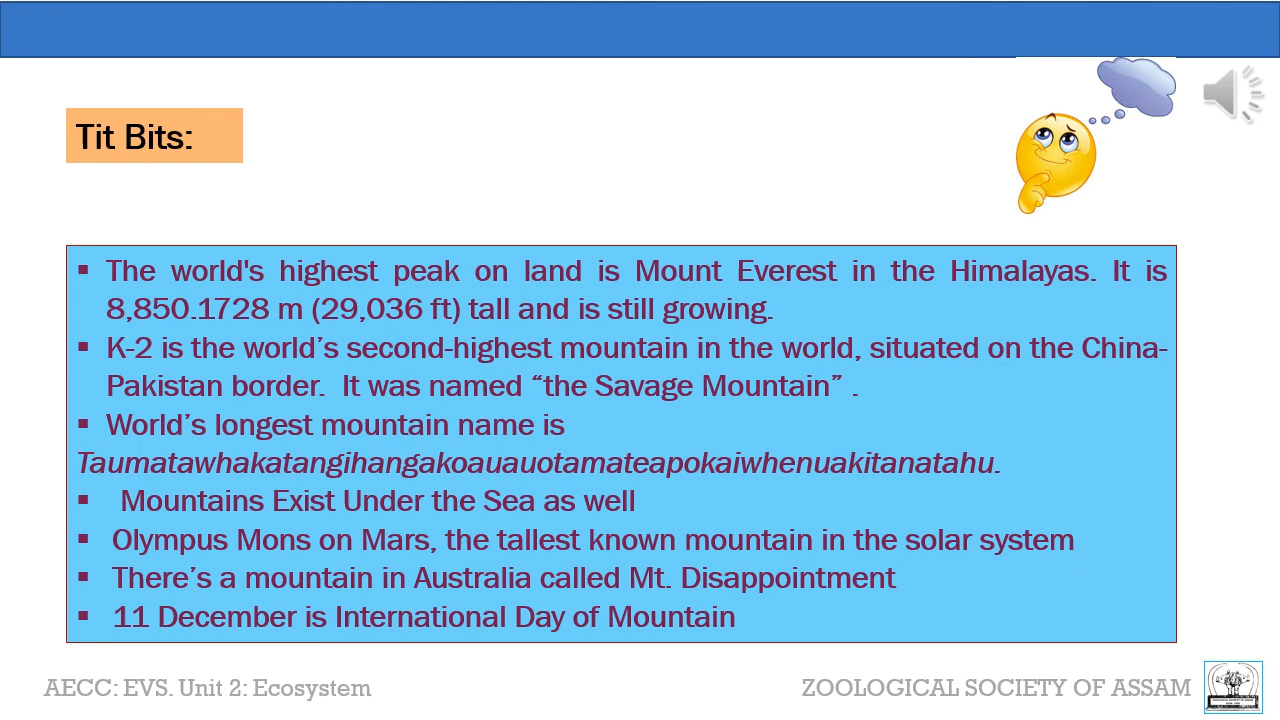 Tit Bits:
▪ The world's highest peak on land is Mount Everest in the Himalayas. It is
8,850.1728 m (29,036 ft) tall and is still growing.
▪ K-2 is the world’s second-highest mountain in the world, situated on the China-
Pakistan border. It was named “the Savage Mountain” .
▪ World’s longest mountain name is
Taumatawhakatangihangakoauauotamateapokaiwhenuakitanatahu.
▪ Mountains Exist Under the Sea as well
▪ Olympus Mons on Mars, the tallest known mountain in the solar system
▪ There’s a mountain in Australia called Mt. Disappointment
▪ 11 December is International Day of Mountain
AECC: EVS. Unit 2: Ecosystem
ZOOLOGICAL SOCIETY OF ASSAM